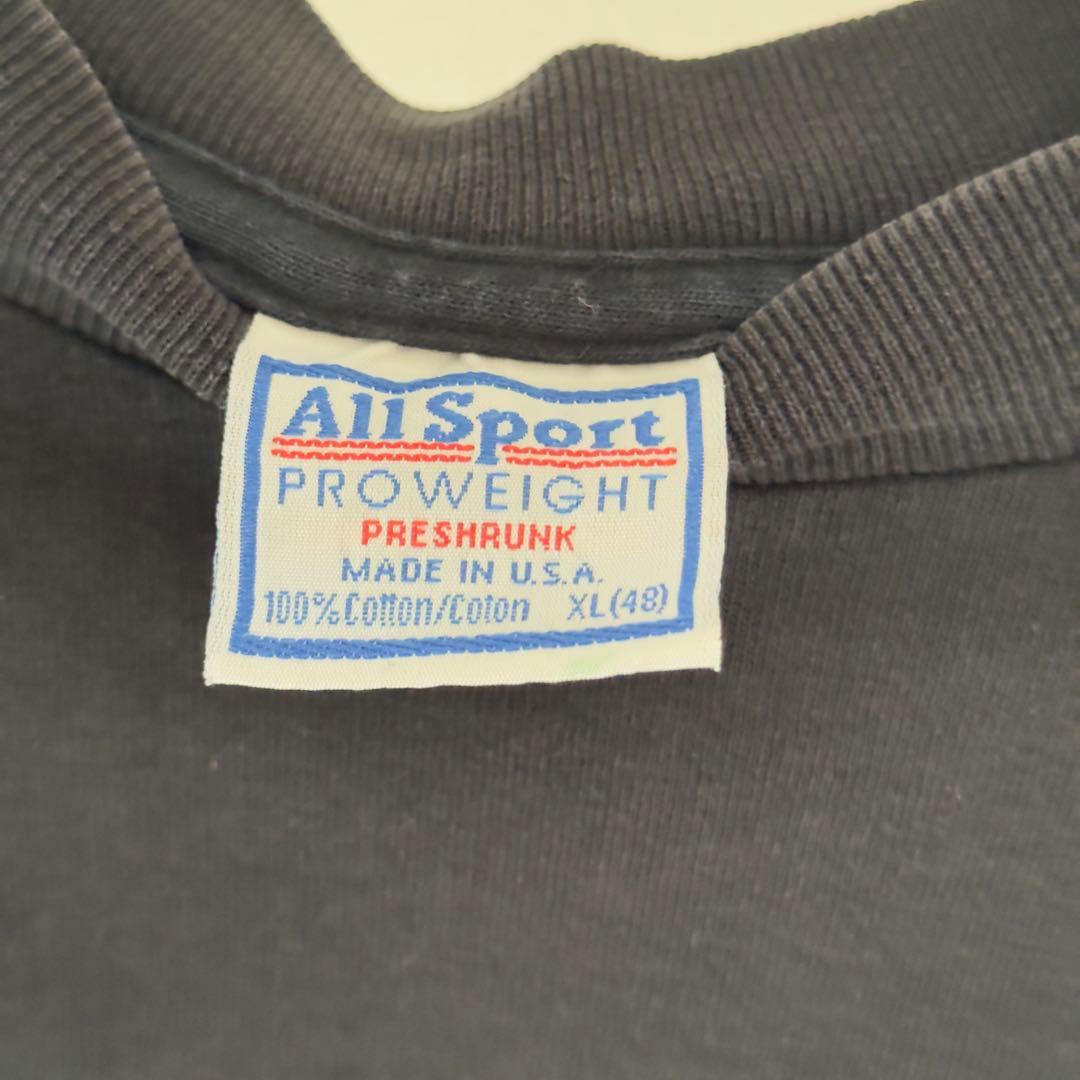 All Sport
PROWEIGHT
PRESHRUNK
MADE IN U.S.A.
100% Cotton/Coton XL(48)